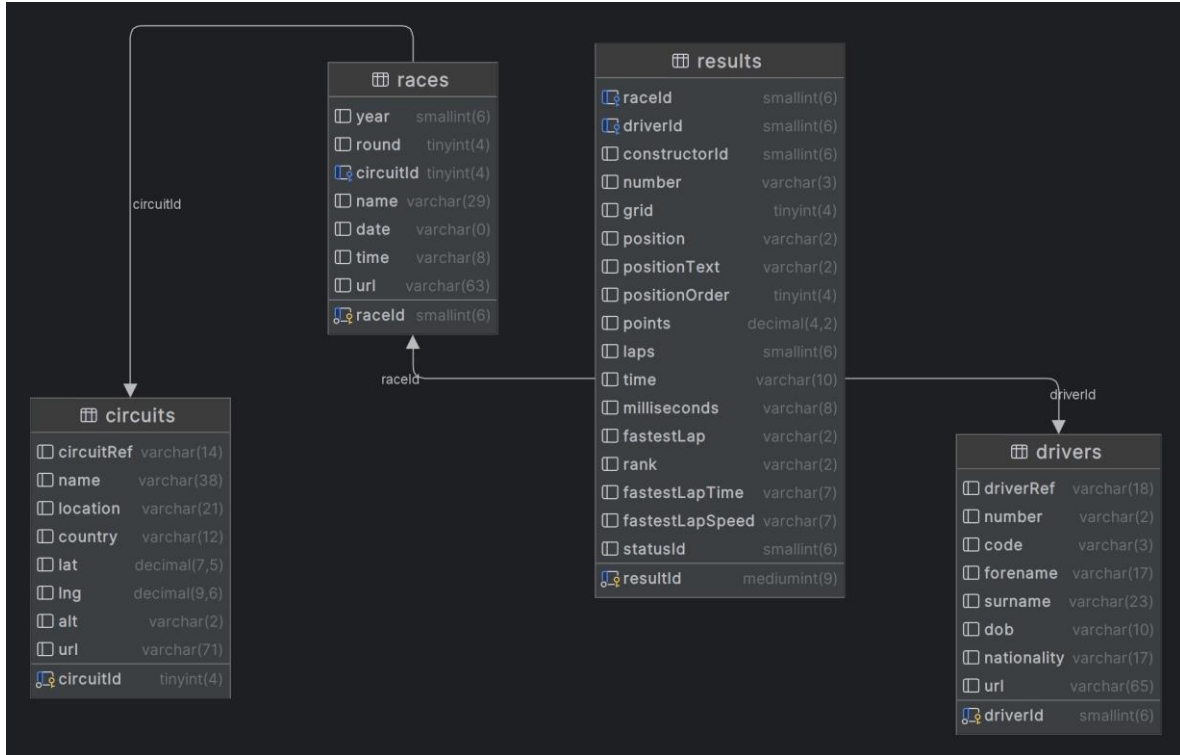 races
year smallint(6)
round tinyint(4)
circuitId tinyint(4)
name varchar(29)
date varchar(0)
time varchar(8)
url varchar(63)
raceId smallint(6)
results
raceId smallint(6)
driverId smallint(6)
constructorId smallint(6)
number varchar(3)
grid tinyint(4)
position varchar(2)
positionText varchar(2)
positionOrder tinyint(4)
points decimal(4,2)
laps smallint(6)
time varchar(10)
milliseconds varchar(8)
fastestLap varchar(2)
rank varchar(2)
fastestLapTime varchar(7)
fastestLapSpeed varchar(7)
statusId smallint(6)
resultId mediumint(9)
circuitId
raceId
driverId
circuits
circuitRef varchar(14)
name varchar(38)
location varchar(21)
country varchar(12)
lat decimal(7,5)
lng decimal(9,6)
alt varchar(2)
url varchar(71)
circuitId tinyint(4)
drivers
driverRef varchar(18)
number varchar(2)
code varchar(3)
forename varchar(17)
surname varchar(23)
dob varchar(10)
nationality varchar(17)
url varchar(65)
driverId smallint(6)